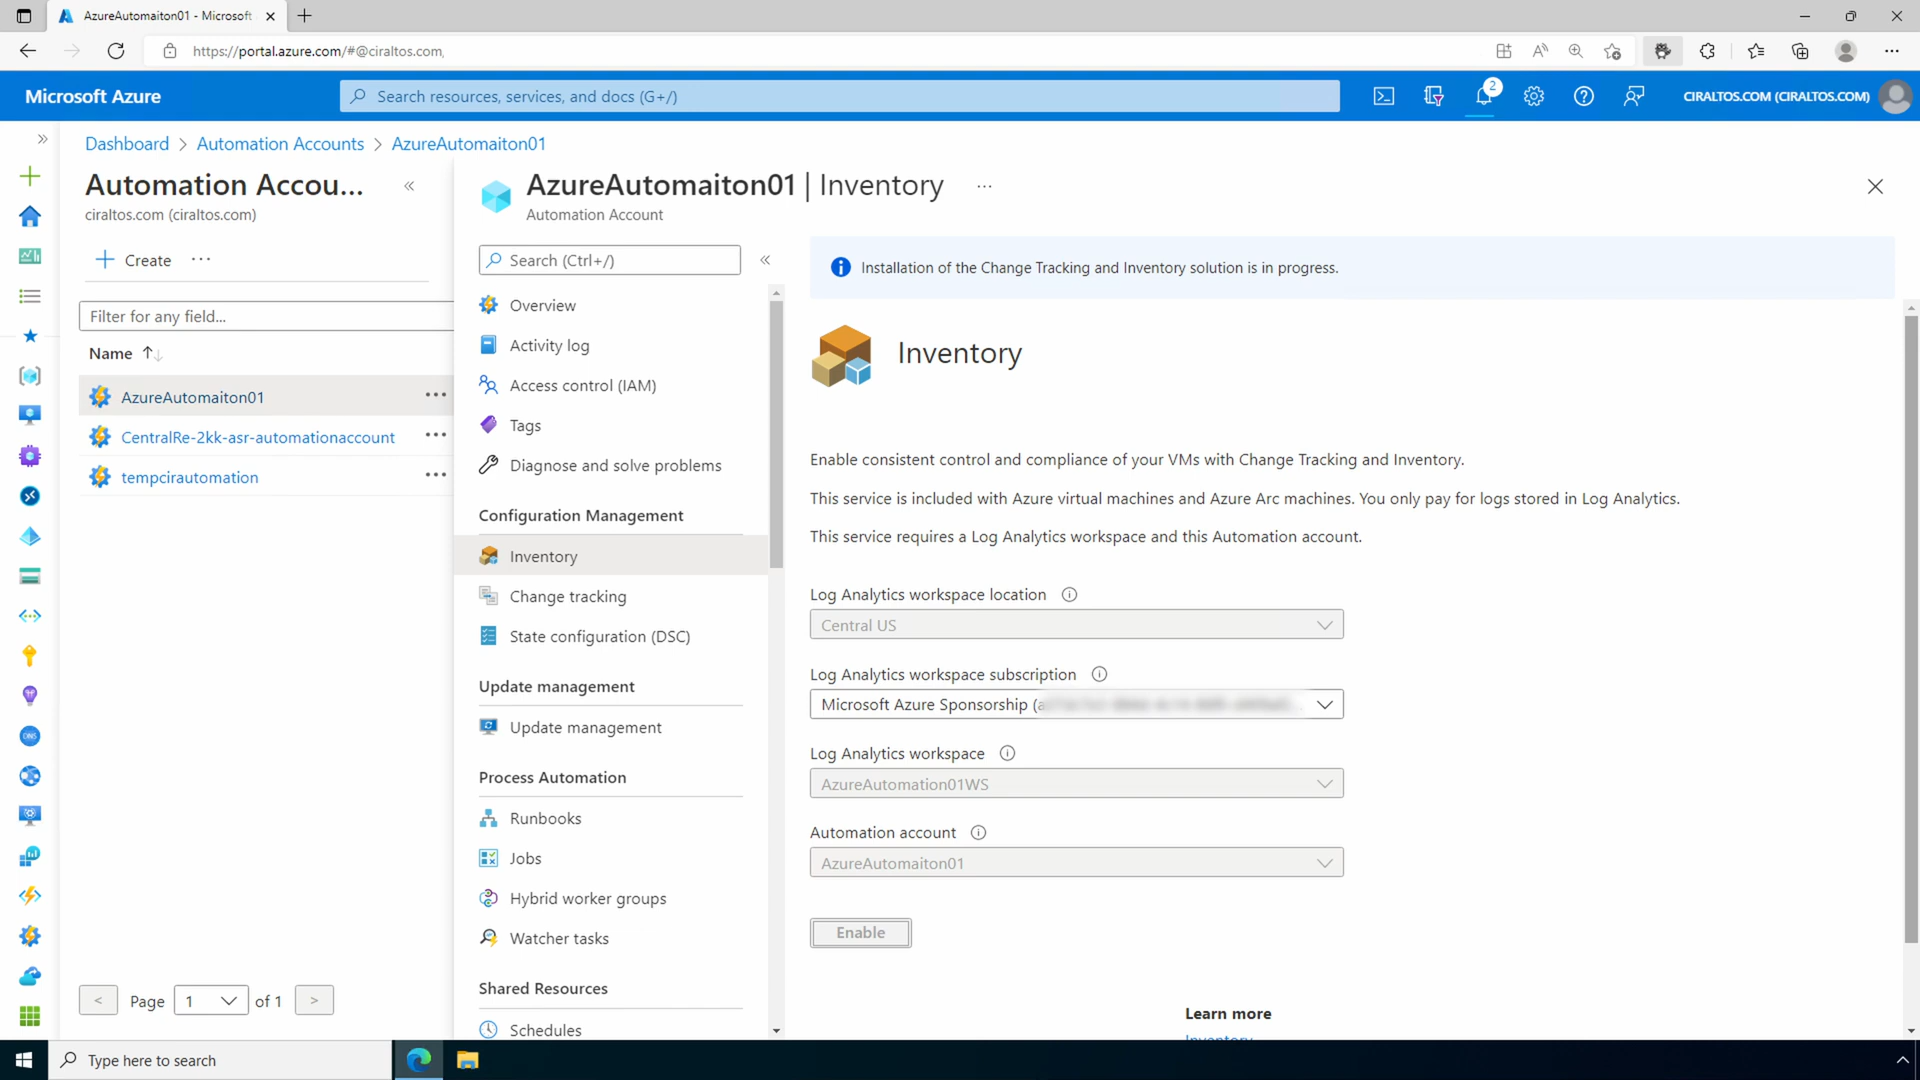 AzureAutomaiton01 - Microsoft
https://portal.azure.com/#@ciraltos.com,
Microsoft Azure
Search resources, services, and docs (G+/)
2
CIRALTOS.COM (CIRALTOS.COM)
Dashboard > Automation Accounts > AzureAutomaiton01
Automation Accou...
ciraltos.com (ciraltos.com)
Create
Filter for any field...
Name
AzureAutomaiton01
CentralRe-2kk-asr-automationaccount
tempcirautomation
< Page 1 of 1 >
AzureAutomaiton01 | Inventory
Automation Account
Search (Ctrl+/)
Overview
Activity log
Access control (IAM)
Tags
Diagnose and solve problems
Configuration Management
Inventory
Change tracking
State configuration (DSC)
Update management
Update management
Process Automation
Runbooks
Jobs
Hybrid worker groups
Watcher tasks
Shared Resources
Schedules
Installation of the Change Tracking and Inventory solution is in progress.
Inventory
Enable consistent control and compliance of your VMs with Change Tracking and Inventory.
This service is included with Azure virtual machines and Azure Arc machines. You only pay for logs stored in Log Analytics.
This service requires a Log Analytics workspace and this Automation account.
Log Analytics workspace location
Central US
Log Analytics workspace subscription
Microsoft Azure Sponsorship
Log Analytics workspace
AzureAutomation01WS
Automation account
AzureAutomaiton01
Enable
Learn more
Inventory
DNS
Type here to search